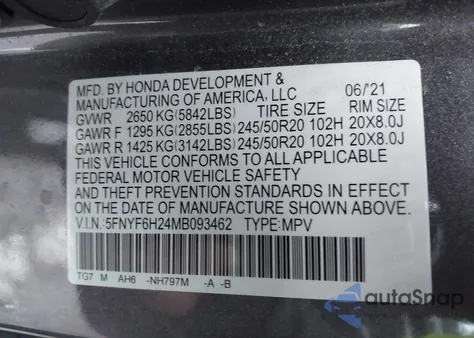 MFD. BY HONDA DEVELOPMENT &
MANUFACTURING OF AMERICA, LLC 06/'21
GVWR 2650 KG(5842LBS) TIRE SIZE RIM SIZE
GAWR F 1295 KG(2855LBS) 245/50R20 102H 20X8.0J
GAWR R 1425 KG(3142LBS) 245/50R20 102H 20X8.0J
THIS VEHICLE CONFORMS TO ALL APPLICABLE
FEDERAL MOTOR VEHICLE SAFETY
AND THEFT PREVENTION STANDARDS IN EFFECT
ON THE DATE OF MANUFACTURE SHOWN ABOVE.
V.I.N.:5FNYF6H24MB093462 TYPE:MPV
TG7 M AH6 -NH797M -A -B
autoSnap